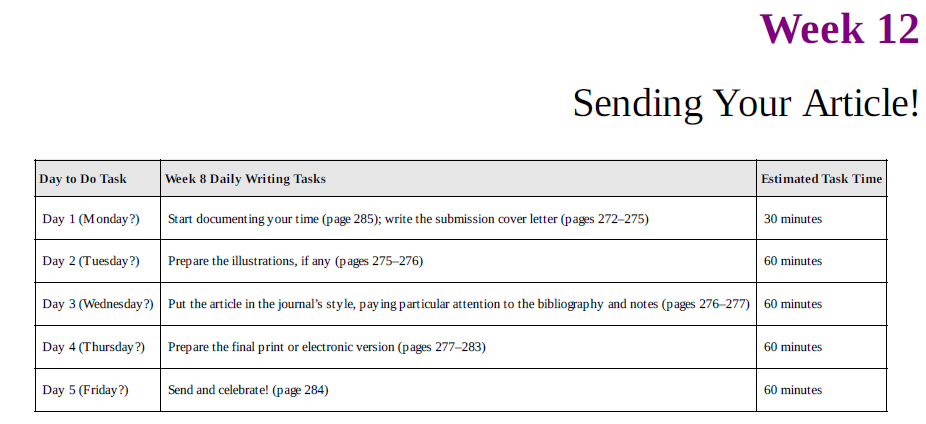 Week 12
Sending Your Article!
Day to Do Task Week 8 Daily Writing Tasks Estimated Task Time
Day 1 (Monday?) Start documenting your time (page 285); write the submission cover letter (pages 272–275) 30 minutes
Day 2 (Tuesday?) Prepare the illustrations, if any (pages 275–276) 60 minutes
Day 3 (Wednesday?) Put the article in the journal’s style, paying particular attention to the bibliography and notes (pages 276–277) 60 minutes
Day 4 (Thursday?) Prepare the final print or electronic version (pages 277–283) 60 minutes
Day 5 (Friday?) Send and celebrate! (page 284) 60 minutes